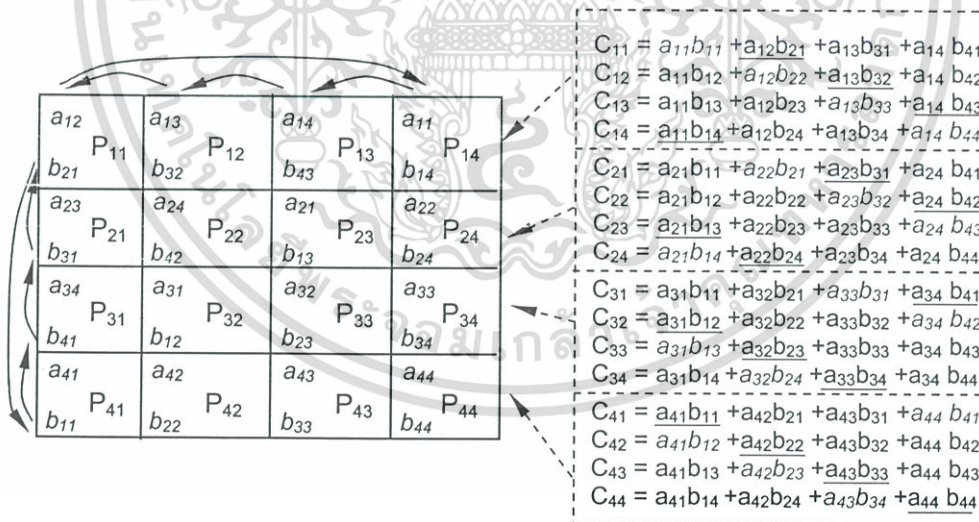 a12 a13 a14 a11
P11 P12 P13 P14
b21 b32 b43 b14
a23 a24 a21 a22
P21 P22 P23 P24
b31 b42 b13 b24
a34 a31 a32 a33
P31 P32 P33 P34
b41 b12 b23 b34
a41 a42 a43 a44
P41 P42 P43 P44
b11 b22 b33 b44
C11 = a11b11 +a12b21 +a13b31 +a14 b41
C12 = a11b12 +a12b22 +a13b32 +a14 b42
C13 = a11b13 +a12b23 +a13b33 +a14 b43
C14 = a11b14 +a12b24 +a13b34 +a14 b44
C21 = a21b11 +a22b21 +a23b31 +a24 b41
C22 = a21b12 +a22b22 +a23b32 +a24 b42
C23 = a21b13 +a22b23 +a23b33 +a24 b43
C24 = a21b14 +a22b24 +a23b34 +a24 b44
C31 = a31b11 +a32b21 +a33b31 +a34 b41
C32 = a31b12 +a32b22 +a33b32 +a34 b42
C33 = a31b13 +a32b23 +a33b33 +a34 b43
C34 = a31b14 +a32b24 +a33b34 +a34 b44
C41 = a41b11 +a42b21 +a43b31 +a44 b41
C42 = a41b12 +a42b22 +a43b32 +a44 b42
C43 = a41b13 +a42b23 +a43b33 +a44 b43
C44 = a41b14 +a42b24 +a43b34 +a44 b44